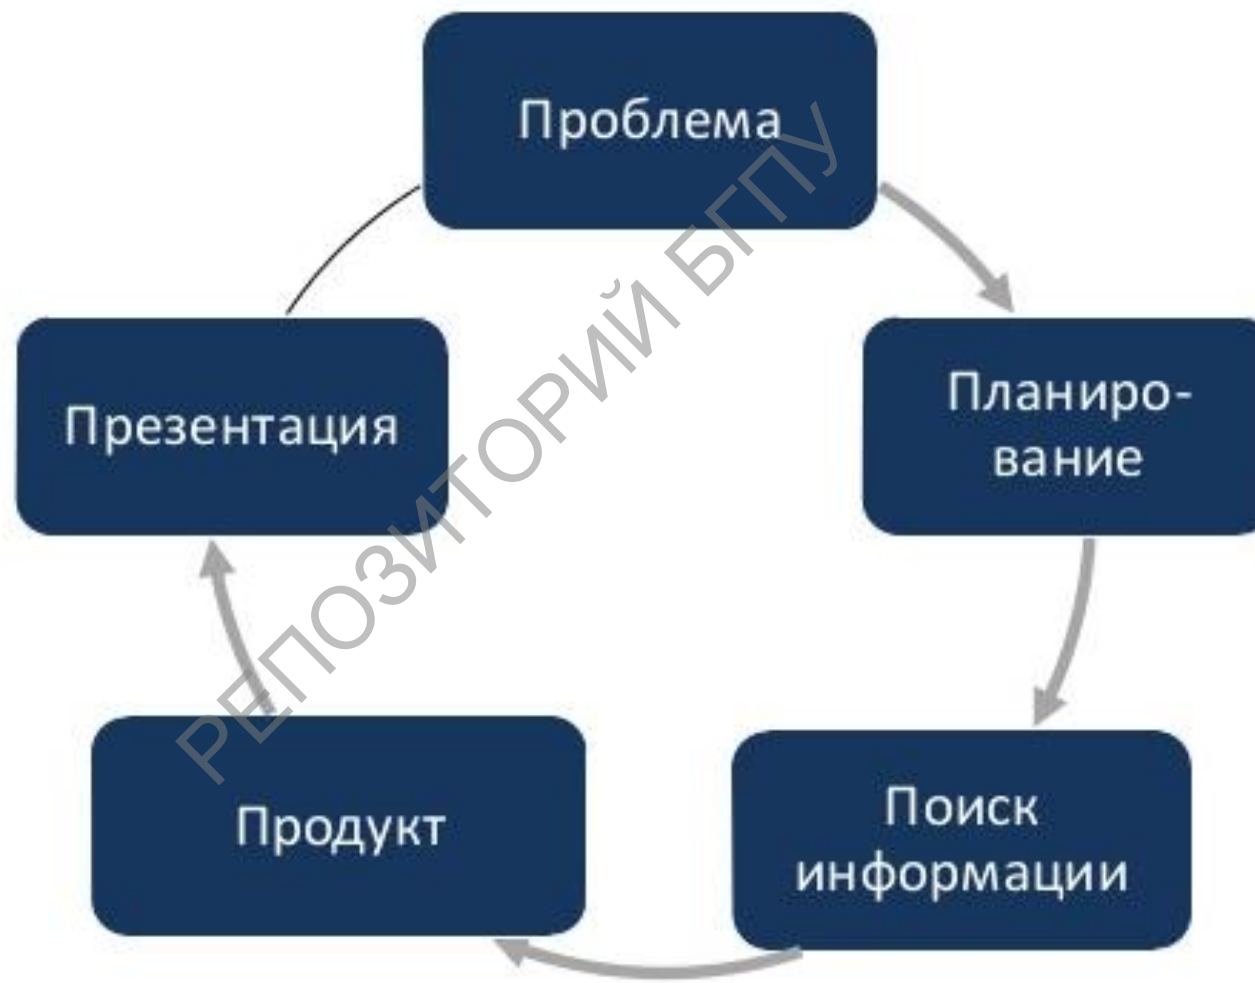 Проблема
Планиро-
вание
Поиск
информации
Продукт
Презентация
РЕПОЗИТОРИЙ БГПУ